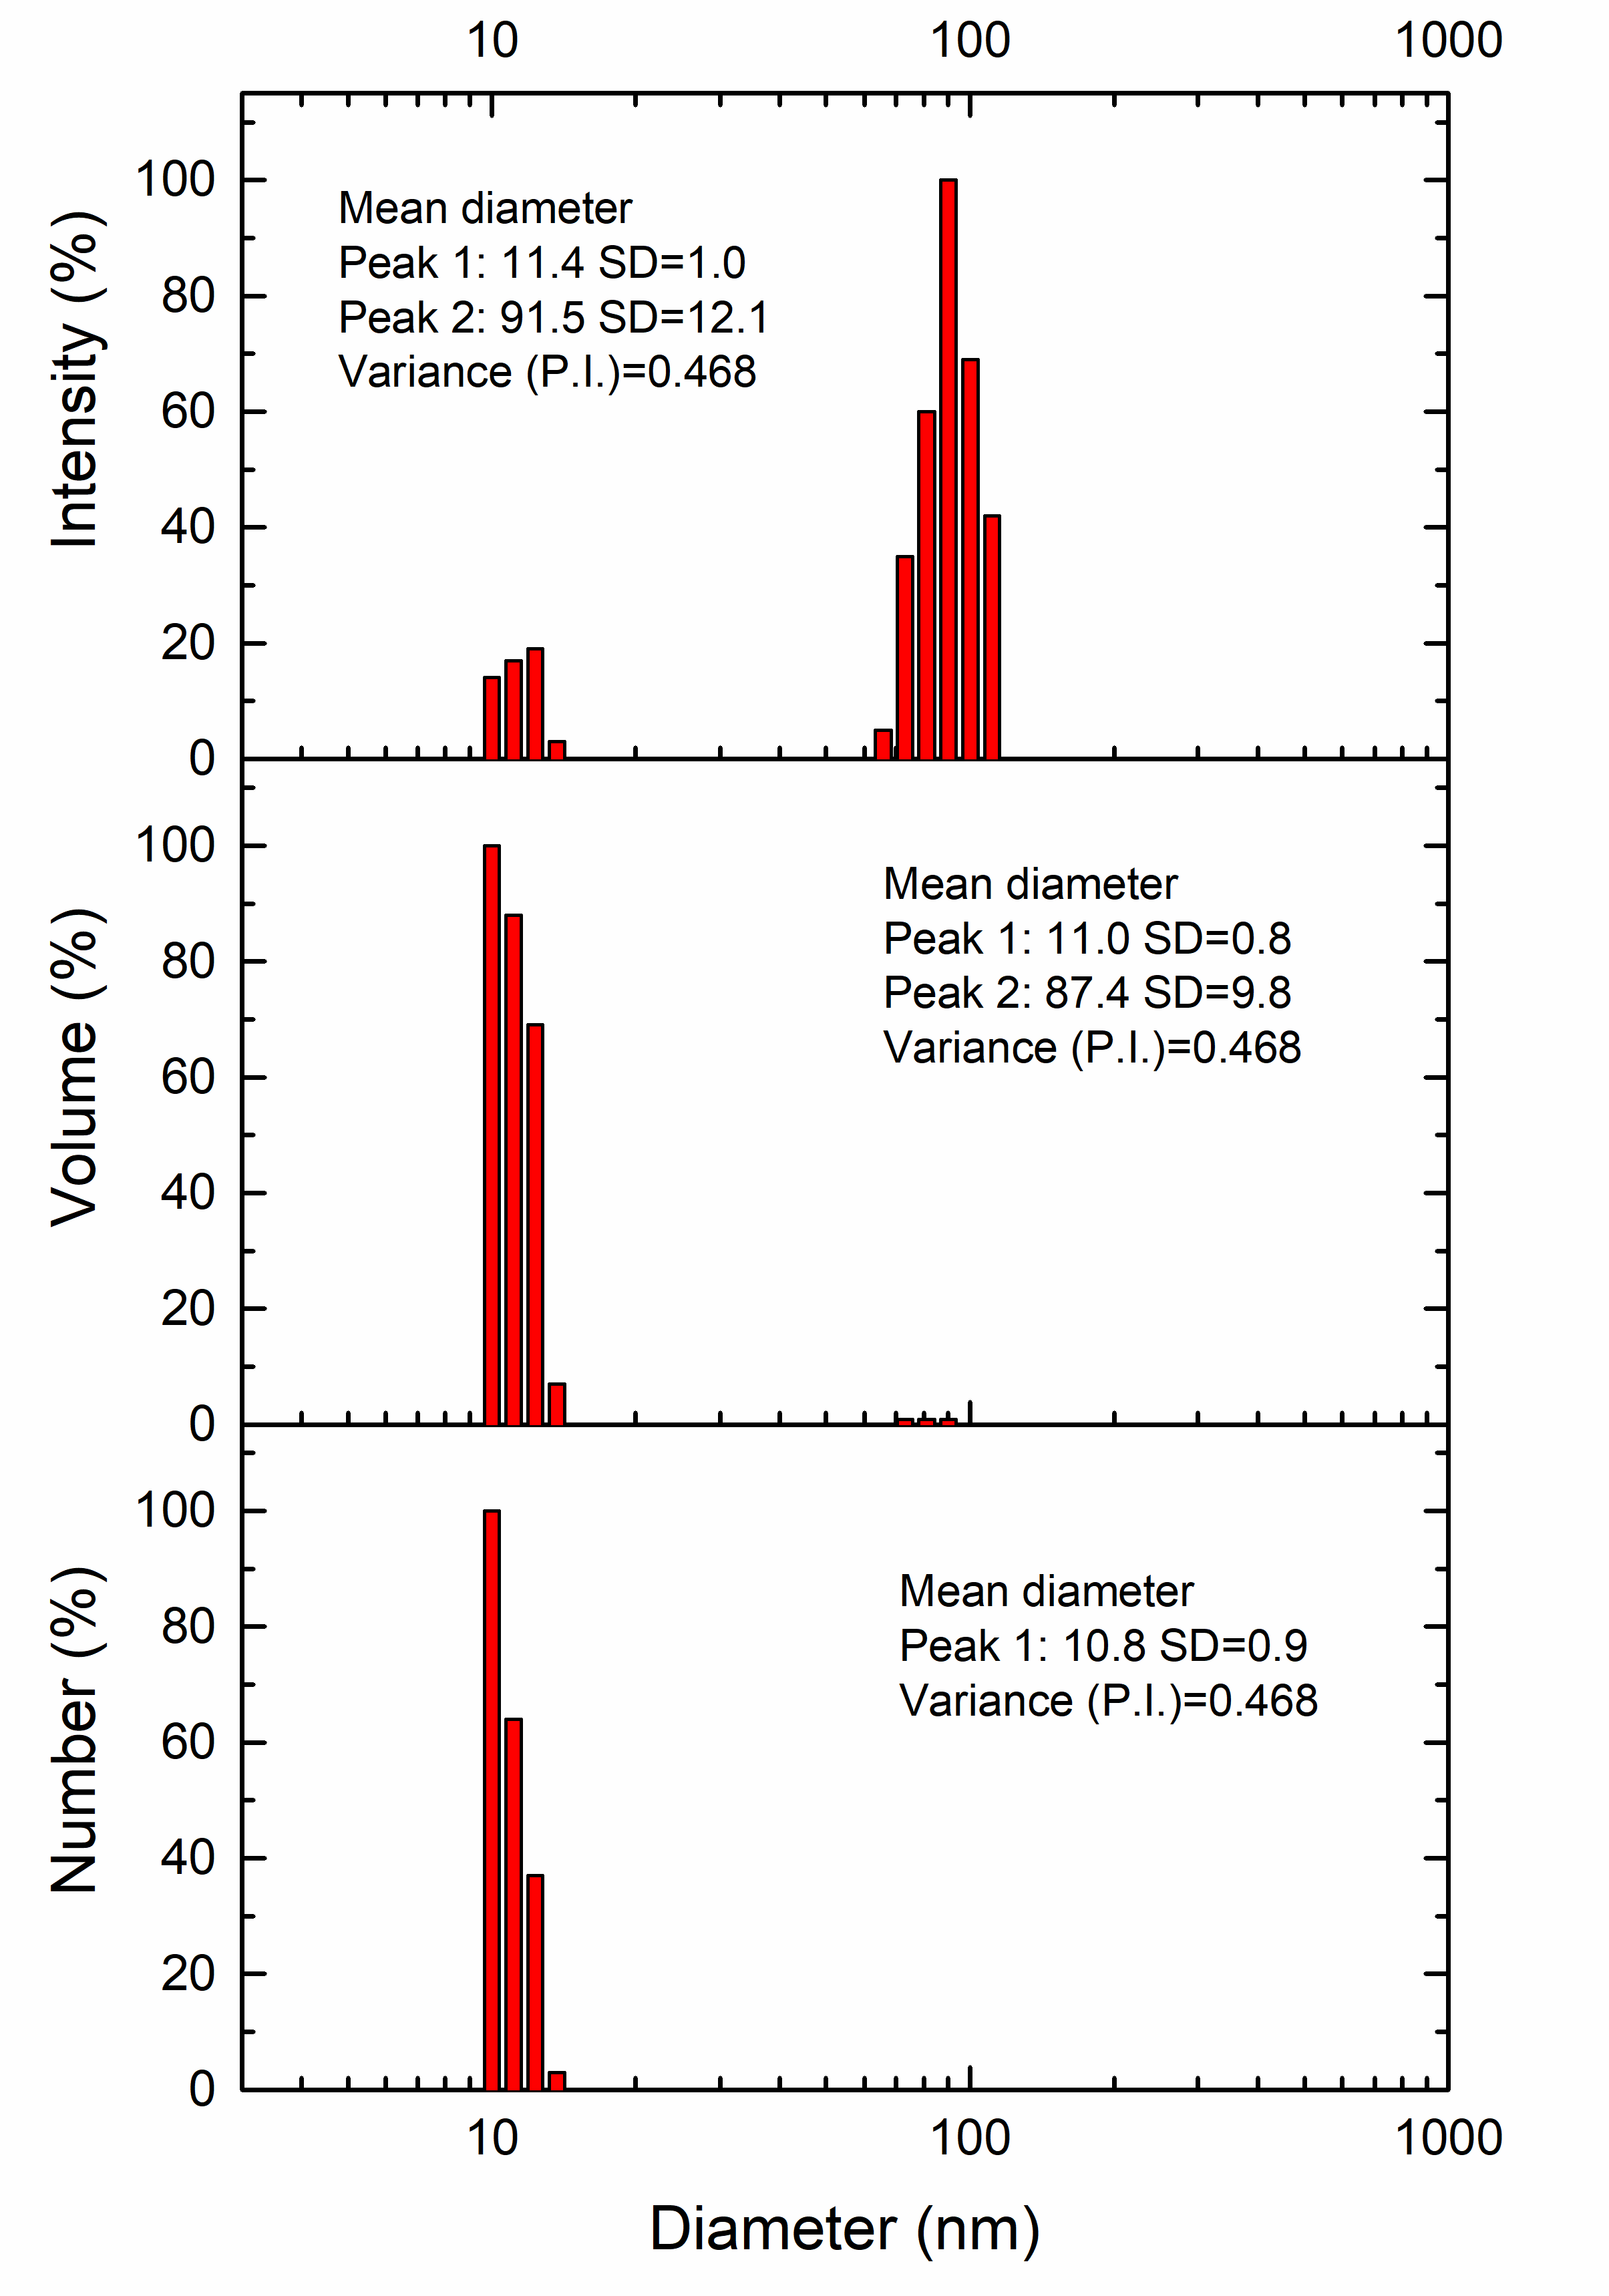 10 100 1000
Intensity (%)
100
80
60
40
20
0
Mean diameter
Peak 1: 11.4 SD=1.0
Peak 2: 91.5 SD=12.1
Variance (P.I.)=0.468
Volume (%)
100
80
60
40
20
0
Mean diameter
Peak 1: 11.0 SD=0.8
Peak 2: 87.4 SD=9.8
Variance (P.I.)=0.468
Number (%)
100
80
60
40
20
0
Mean diameter
Peak 1: 10.8 SD=0.9
Variance (P.I.)=0.468
10 100 1000
Diameter (nm)